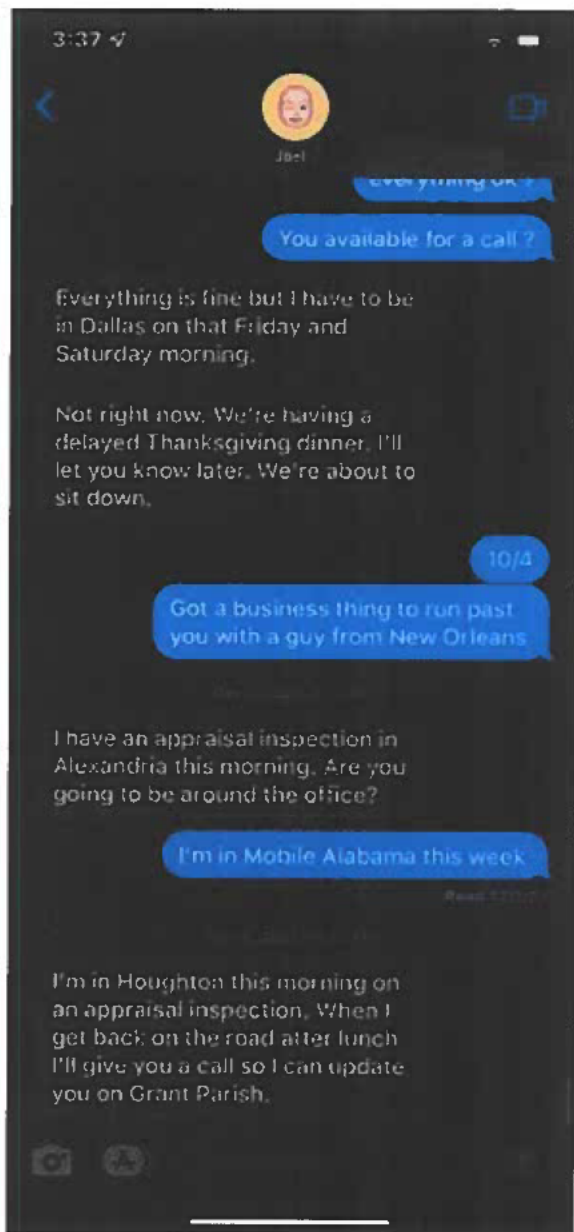 3:37
Joel
Everything ok ?
You available for a call ?
Everything is fine but I have to be
in Dallas on that Friday and
Saturday morning.
Not right now. We're having a
delayed Thanksgiving dinner. I'll
let you know later. We're about to
sit down.
10/4
Got a business thing to run past
you with a guy from New Orleans
I have an appraisal inspection in
Alexandria this morning. Are you
going to be around the office?
I'm in Mobile Alabama this week
Read
I'm in Houghton this morning on
an appraisal inspection. When I
get back on the road after lunch
I'll give you a call so I can update
you on Grant Parish.